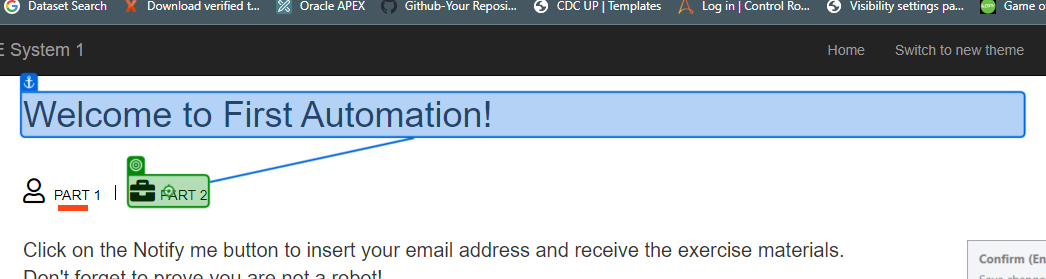 Dataset Search Download verified t... Oracle APEX Github-Your Reposi... CDC UP | Templates Log in | Control Ro... Visibility settings pa... Game o
E System 1 Home Switch to new theme
Welcome to First Automation!
PART 1 | PART 2
Click on the Notify me button to insert your email address and receive the exercise materials.
Confirm (En
Don't forget to prove you are not a robot!
Save change